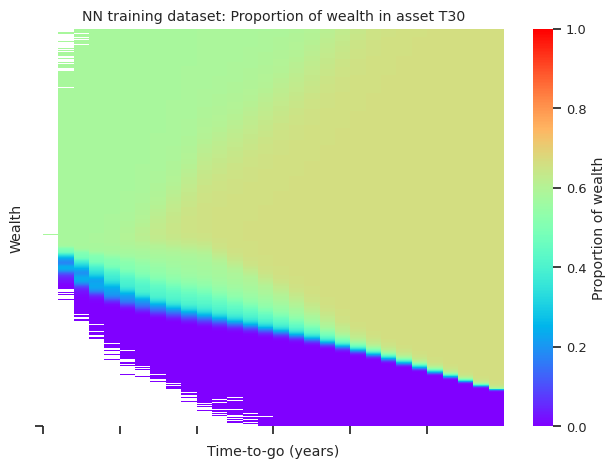 NN training dataset: Proportion of wealth in asset T30
Wealth
Time-to-go (years)
1.0
0.8
0.6
0.4
0.2
0.0
Proportion of wealth